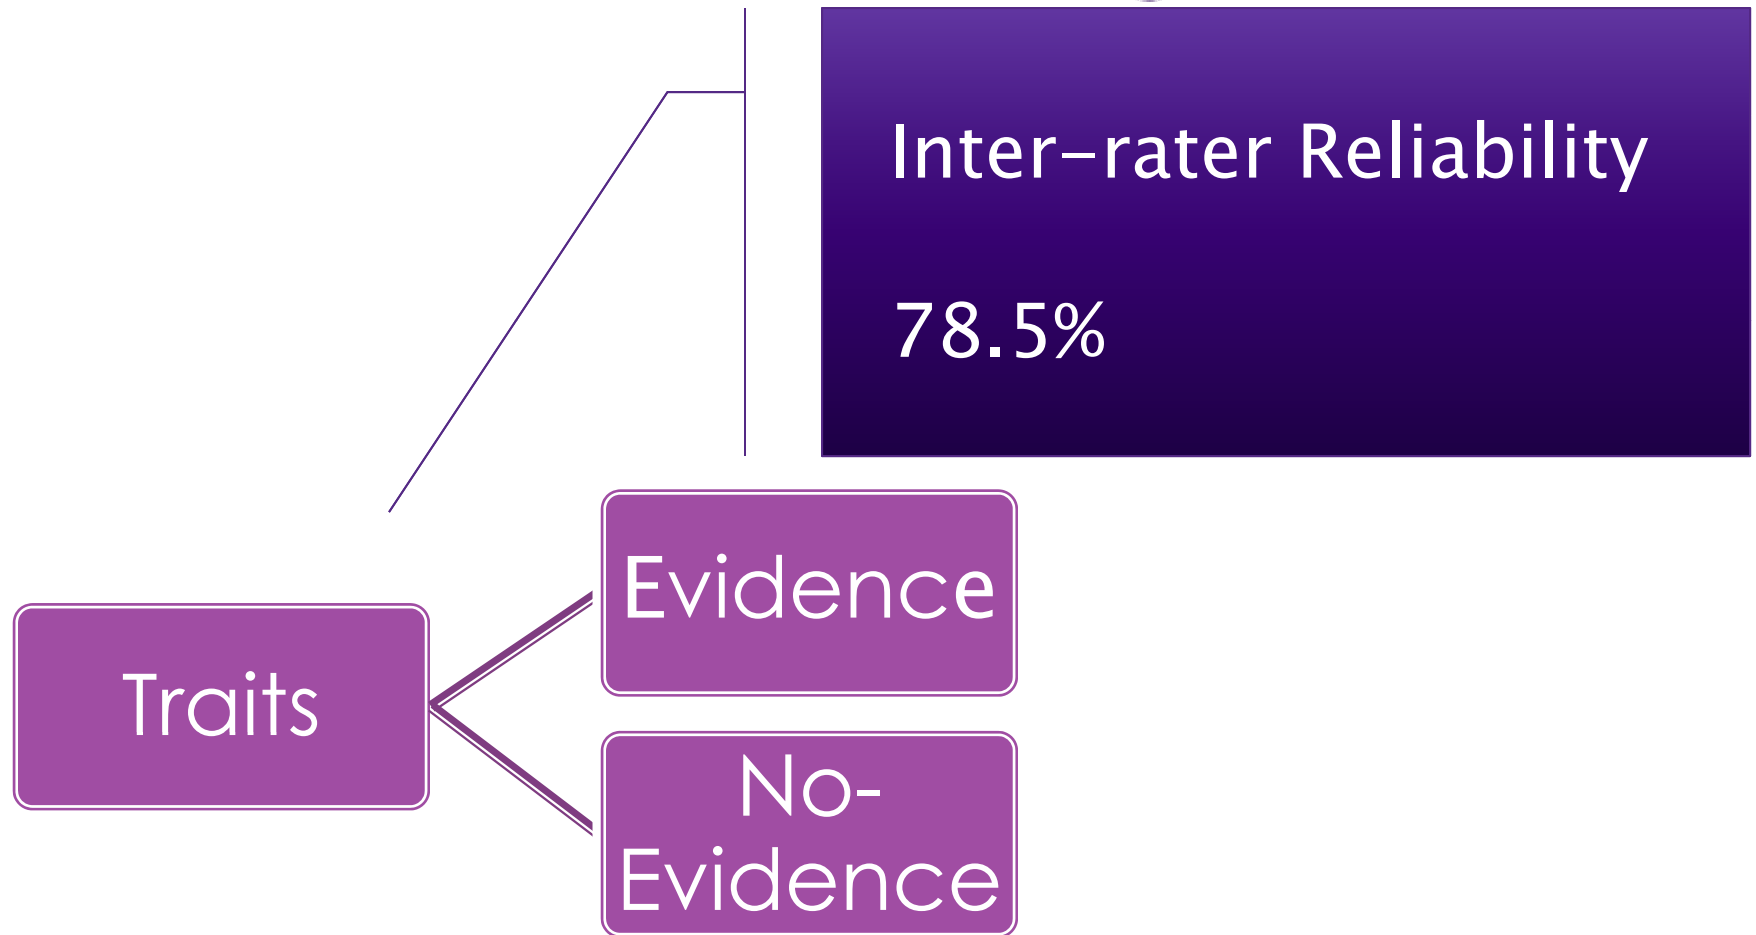 Inter-rater Reliability
78.5%
Evidence
Traits
No-
Evidence